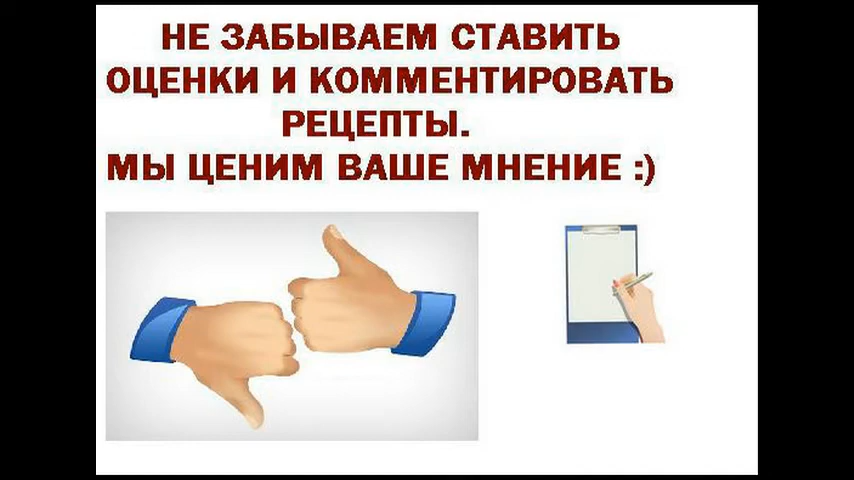 НЕ ЗАБЫВАЕМ СТАВИТЬ
ОЦЕНКИ И КОММЕНТИРОВАТЬ
РЕЦЕПТЫ.
МЫ ЦЕНИМ ВАШЕ МНЕНИЕ :)